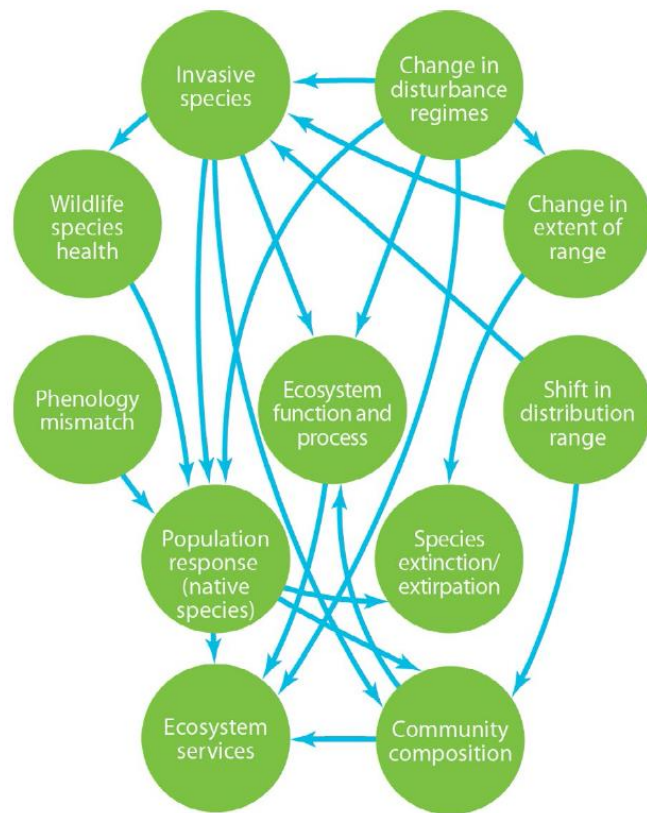 Invasive
species
Change in
disturbance
regimes
Wildlife
species
health
Change in
extent of
range
Phenology
mismatch
Ecosystem
function and
process
Shift in
distribution
range
Population
response
(native
species)
Species
extinction/
extirpation
Ecosystem
services
Community
composition